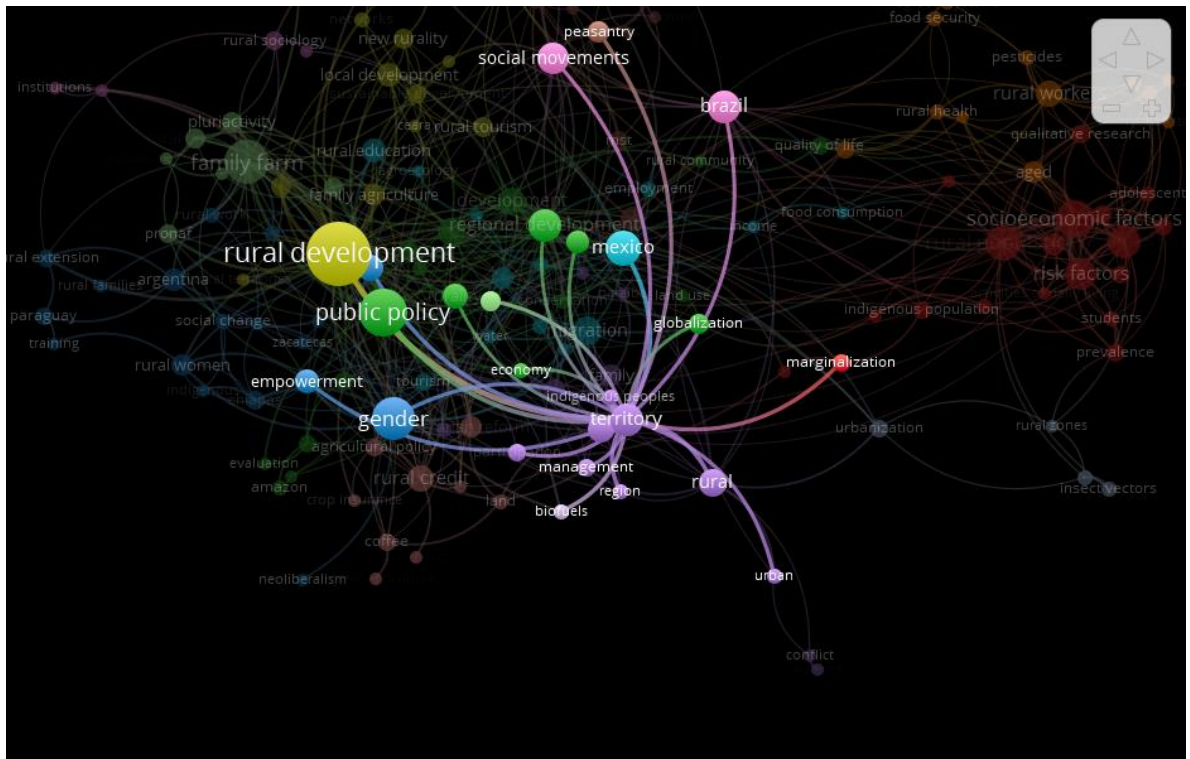 networks
food security
rural sociology
new rurality
peasantry
social movements
pesticides
local development
institutions
rural workers
brazil
rural health
pluriactivity
rural tourism
qualitative research
mst
quality of life
rural education
family farm
rural community
aged
family agriculture
employment
adolescent
development
food consumption
socioeconomic factors
regional development
income
pronaf
mexico
rural development
risk factors
argentina
rural families
land use
indigenous population
public policy
paraguay
social change
globalization
students
migration
water
training
zacatecas
prevalence
marginalization
rural women
economy
family
empowerment
tourism
indigenous peoples
chiapas
gender
territory
urbanization
rural zones
agricultural policy
evaluation
management
rural credit
rural
amazon
region
insect vectors
crop insurance
land
biofuels
coffee
neoliberalism
urban
conflict